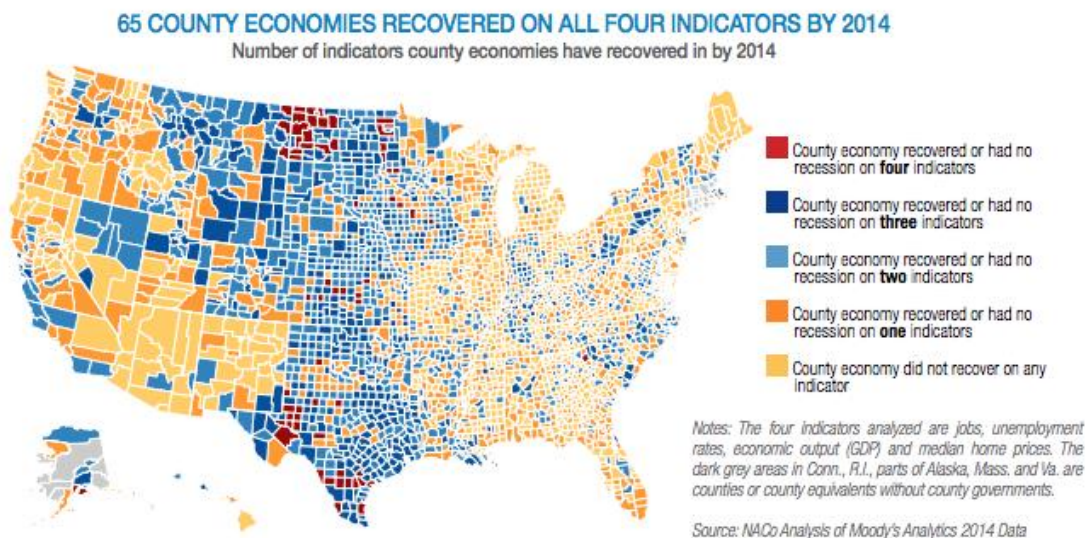 65 COUNTY ECONOMIES RECOVERED ON ALL FOUR INDICATORS BY 2014
Number of indicators county economies have recovered in by 2014
County economy recovered or had no
recession on four indicators
County economy recovered or had no
recession on three indicators
County economy recovered or had no
recession on two indicators
County economy recovered or had no
recession on one indicators
County economy did not recover on any
indicator
Notes: The four indicators analyzed are jobs, unemployment
rates, economic output (GDP) and median home prices. The
dark grey areas in Conn., R.I., parts of Alaska, Mass. and Va. are
counties or county equivalents without county governments.
Source: NACo Analysis of Moody's Analytics 2014 Data